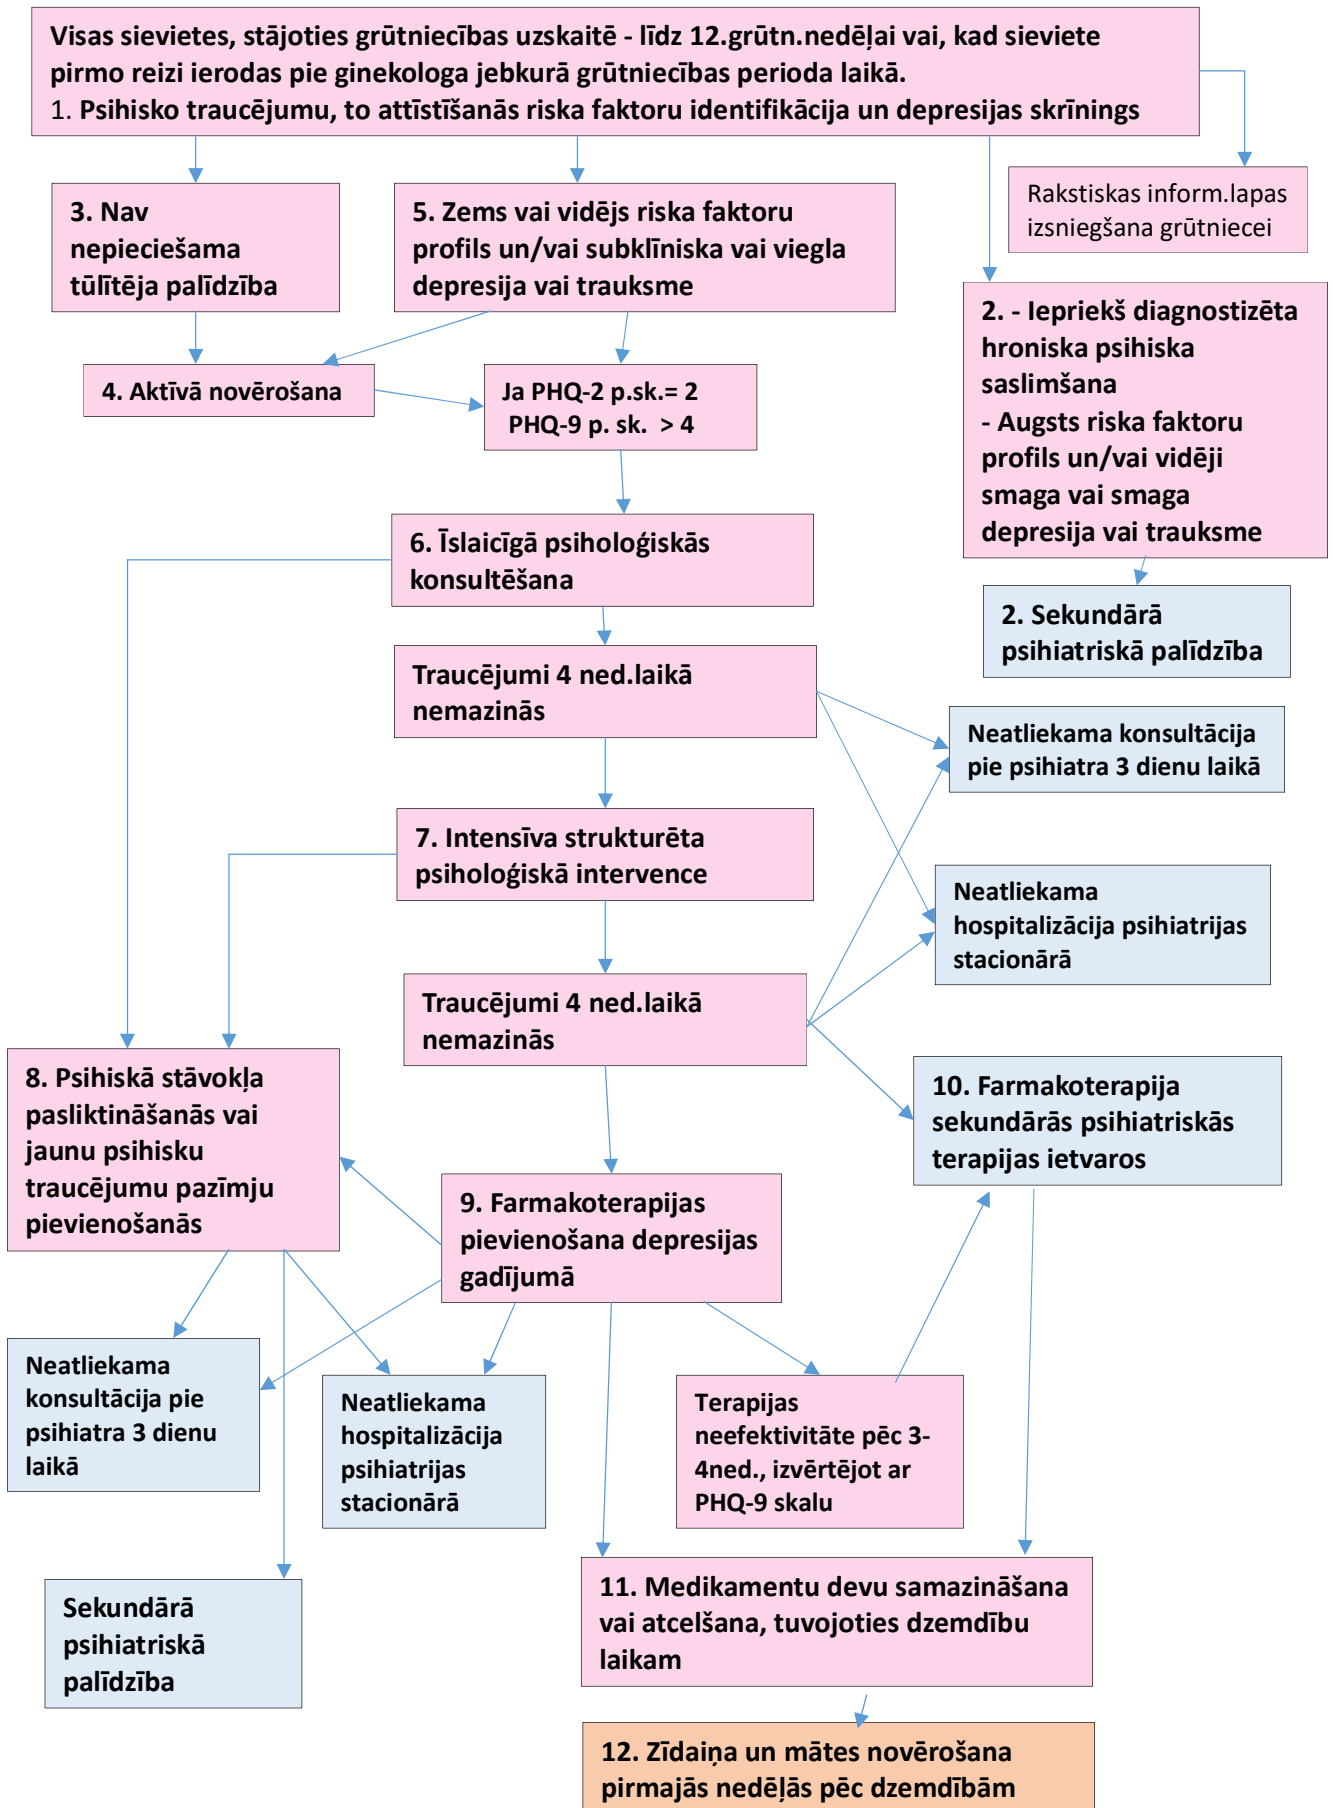 Visas sievietes, stājoties grūtniecības uzskaitē - līdz 12.grūtn.nedēļai vai, kad sieviete
pirmo reizi ierodas pie ginekologa jebkurā grūtniecības perioda laikā.
1. Psihisko traucējumu, to attīstīšanās riska faktoru identifikācija un depresijas skrīnings
Rakstiskas inform.lapas
izsniegšana grūtniecei
3. Nav
nepieciešama
tūlītēja palīdzība
5. Zems vai vidējs riska faktoru
profils un/vai subklīniska vai viegla
depresija vai trauksme
2. - Iepriekš diagnostizēta
hroniska psihiska
saslimšana
- Augsts riska faktoru
profils un/vai vidēji
smaga vai smaga
depresija vai trauksme
4. Aktīvā novērošana
Ja PHQ-2 p.sk.= 2
PHQ-9 p. sk. > 4
6. Īslaicīgā psiholoģiskās
konsultēšana
2. Sekundārā
psihiatriskā palīdzība
Traucējumi 4 ned.laikā
nemazinās
Neatliekama konsultācija
pie psihiatra 3 dienu laikā
7. Intensīva strukturēta
psiholoģiskā intervence
Neatliekama
hospitalizācija psihiatrijas
stacionārā
Traucējumi 4 ned.laikā
nemazinās
8. Psihiskā stāvokļa
pasliktināšanās vai
jaunu psihisku
traucējumu pazīmju
pievienošanās
10. Farmakoterapija
sekundārās psihiatriskās
terapijas ietvaros
9. Farmakoterapijas
pievienošana depresijas
gadījumā
Neatliekama
konsultācija pie
psihiatra 3 dienu
laikā
Neatliekama
hospitalizācija
psihiatrijas
stacionārā
Terapijas
neefektivitāte pēc 3-
4ned., izvērtējot ar
PHQ-9 skalu
Sekundārā
psihiatriskā
palīdzība
11. Medikamentu devu samazināšana
vai atcelšana, tuvojoties dzemdību
laikam
12. Zīdaiņa un mātes novērošana
pirmajās nedēļās pēc dzemdībām